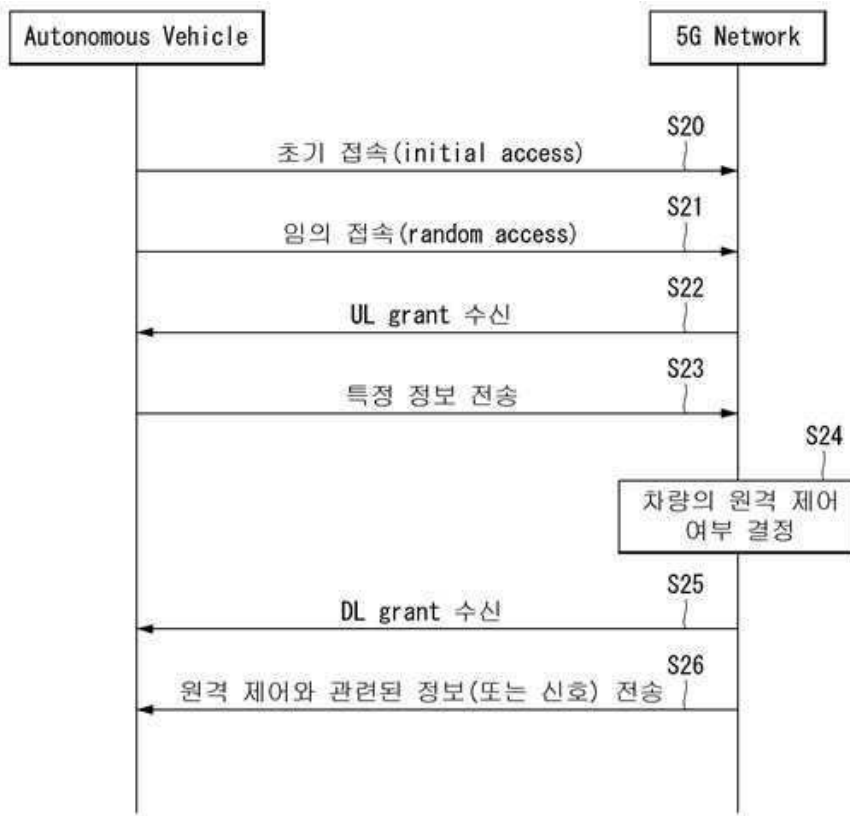 Autonomous Vehicle
5G Network
S20
초기 접속(initial access)
S21
임의 접속(random access)
S22
UL grant 수신
S23
특정 정보 전송
S24
차량의 원격 제어
여부 결정
S25
DL grant 수신
S26
원격 제어와 관련된 정보(또는 신호) 전송